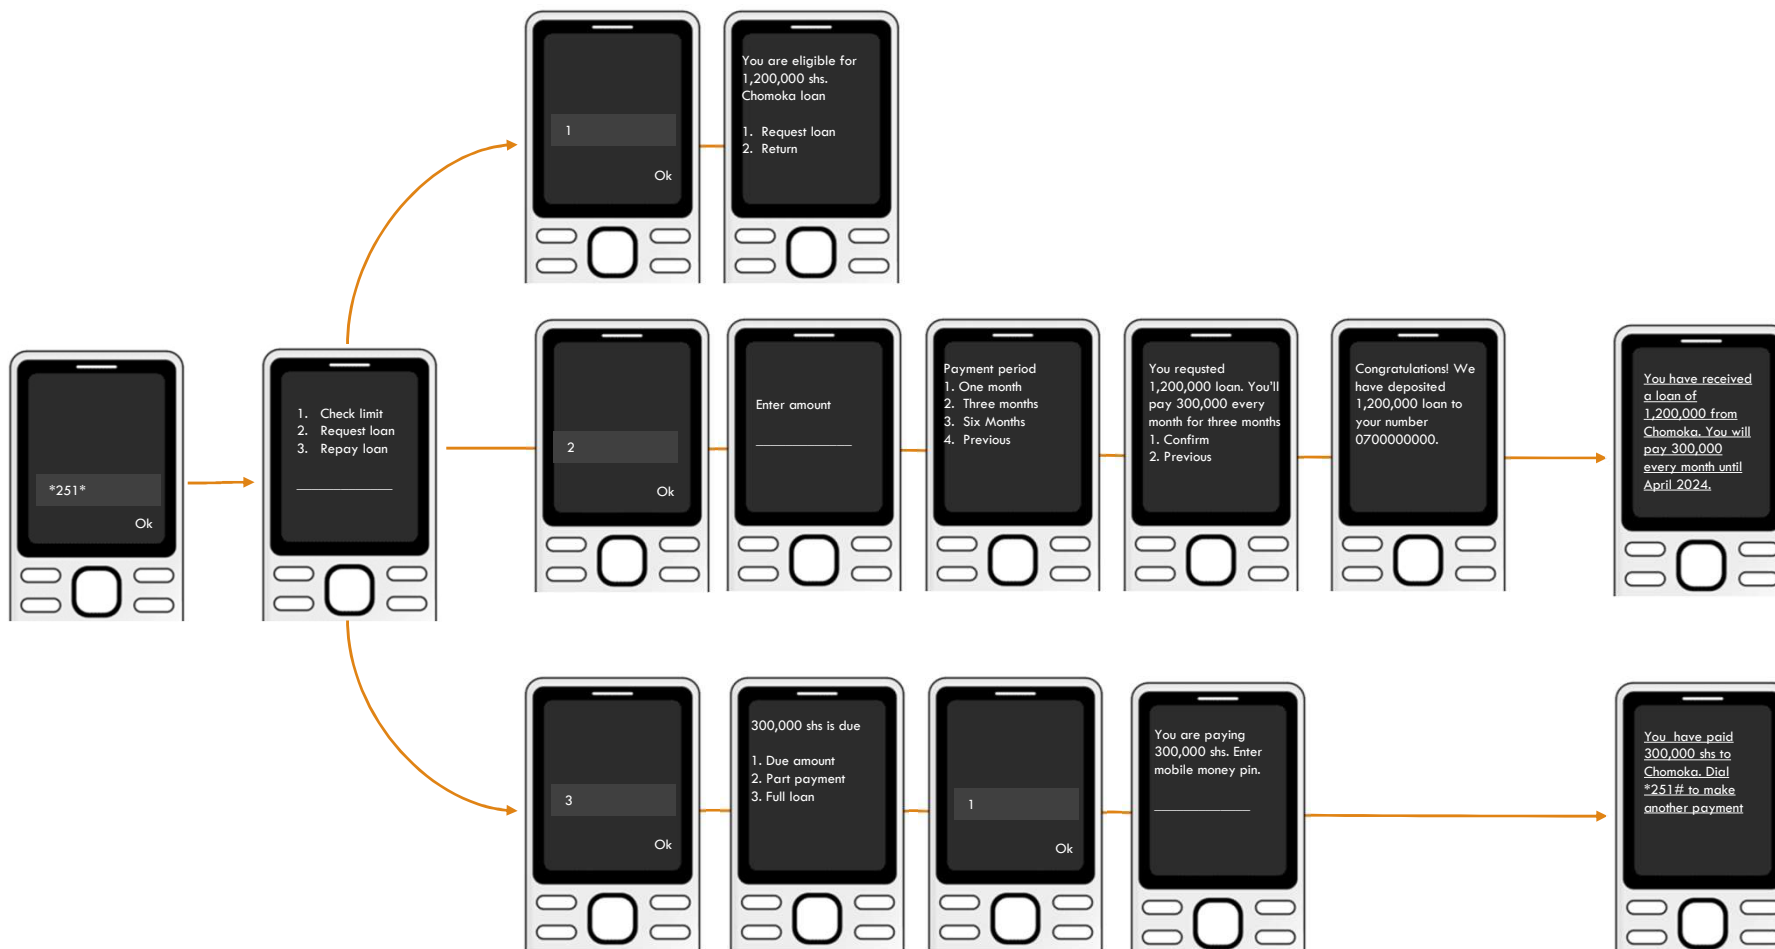 *251*
Ok
1. Check limit
2. Request loan
3. Repay loan
1
Ok
You are eligible for
1,200,000 shs.
Chomoka loan
1. Request loan
2. Return
2
Ok
Enter amount
Payment period
1. One month
2. Three months
3. Six Months
4. Previous
You requsted
1,200,000 loan. You'll
pay 300,000 every
month for three months
1. Confirm
2. Previous
Congratulations! We
have deposited
1,200,000 loan to
your number
0700000000.
You have received
a loan of
1,200,000 from
Chomoka. You will
pay 300,000
every month until
April 2024.
3
Ok
300,000 shs is due
1. Due amount
2. Part payment
3. Full loan
1
Ok
You are paying
300,000 shs. Enter
mobile money pin.
You have paid
300,000 shs to
Chomoka. Dial
*251# to make
another payment